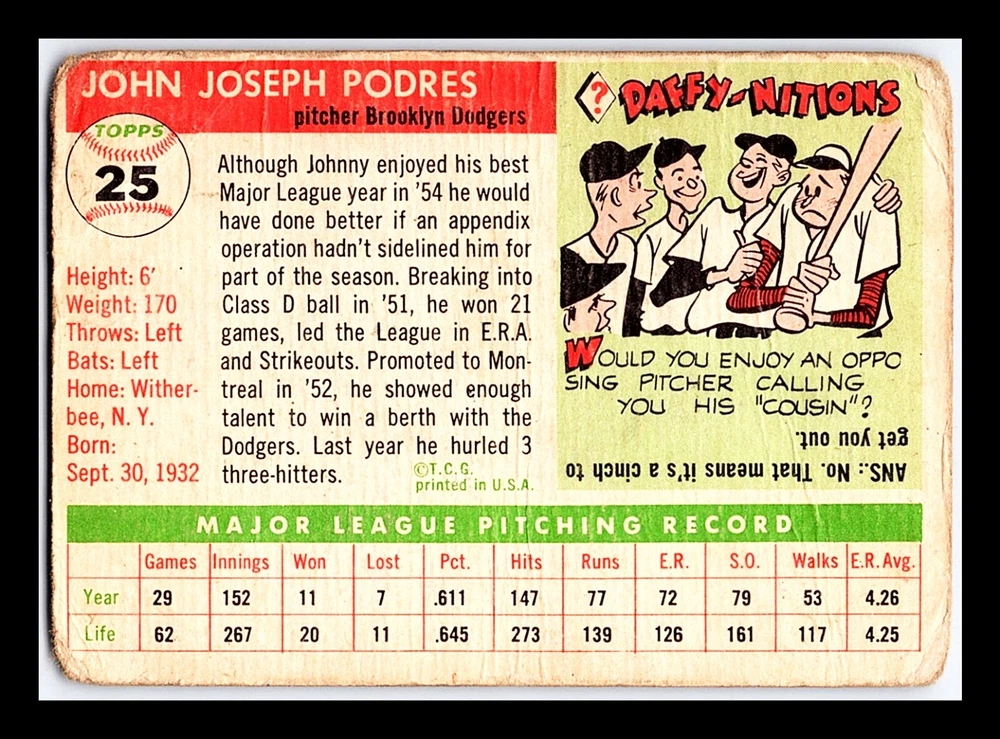 JOHN JOSEPH PODRES
pitcher Brooklyn Dodgers
TOPPS
25
Height: 6'
Weight: 170
Throws: Left
Bats: Left
Home: Wither-
bee, N. Y.
Born:
Sept. 30, 1932
Although Johnny enjoyed his best
Major League year in '54 he would
have done better if an appendix
operation hadn't sidelined him for
part of the season. Breaking into
Class D ball in '51, he won 21
games, led the League in E.R.A.
and Strikeouts. Promoted to Mon-
treal in '52, he showed enough
talent to win a berth with the
Dodgers. Last year he hurled 3
three-hitters.
©T.C.G.
printed in U.S.A.
?
DAFFY-NITIONS
WOULD YOU ENJOY AN OPPO
SING PITCHER CALLING
YOU HIS "COUSIN"?
ANS.: No. That means it's a cinch to
get you out.
MAJOR LEAGUE PITCHING RECORD
Games Innings Won Lost Pct. Hits Runs E.R. S.O. Walks E.R. Avg.
Year 29 152 11 7 .611 147 77 72 79 53 4.26
Life 62 267 20 11 .645 273 139 126 161 117 4.25